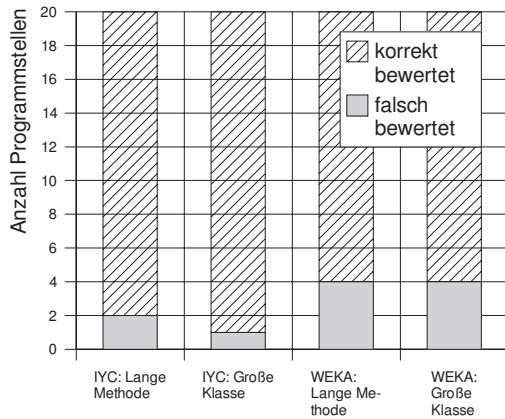 Anzahl Programmstellen
20
18
16
14
12
10
8
6
4
2
0
korrekt
bewertet
falsch
bewertet
IYC: Lange
Methode
IYC: Große
Klasse
WEKA:
Lange Me-
thode
WEKA:
Große
Klasse